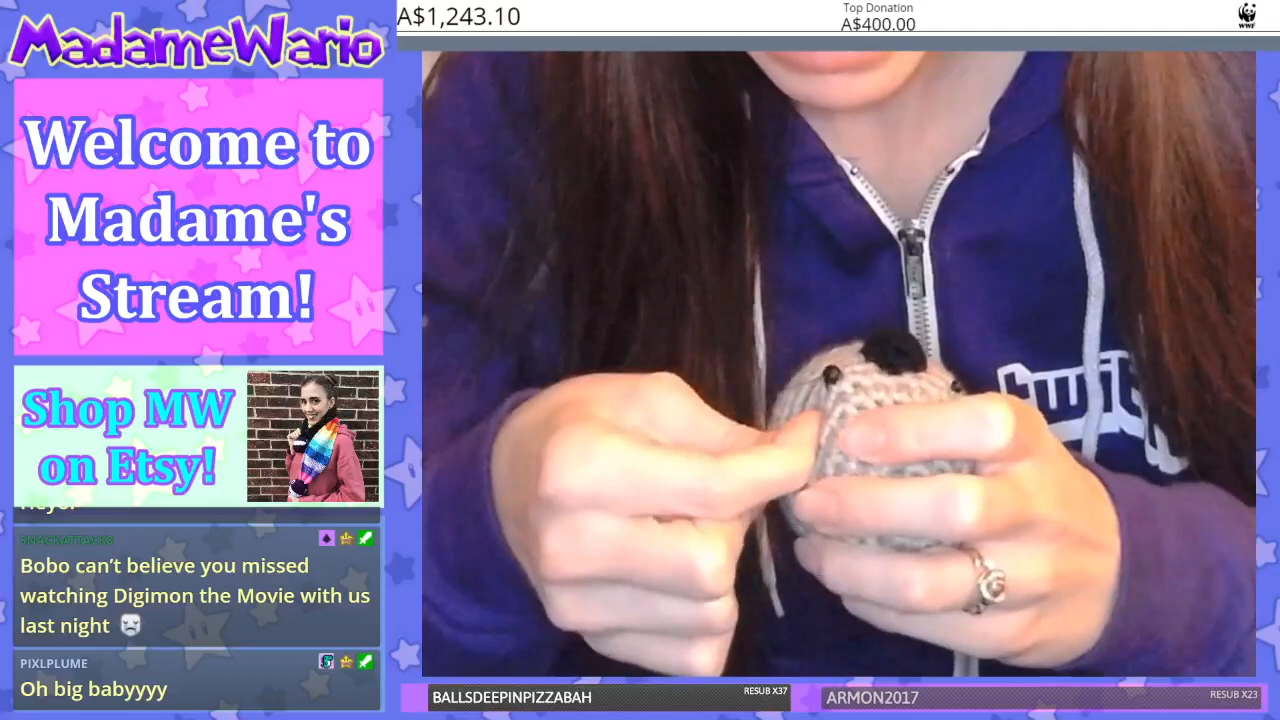 MadameWario
A$1,243.10
Top Donation
A$400.00
WWF
Welcome to
Madame's
Stream!
Shop MW
on Etsy!
Bobo can't believe you missed
watching Digimon the Movie with us
last night
PIXLPLUME
Oh big babyyyy
BALLSDEEPINPIZZABAH
RESUB X37
ARMON2017
RESUB X23